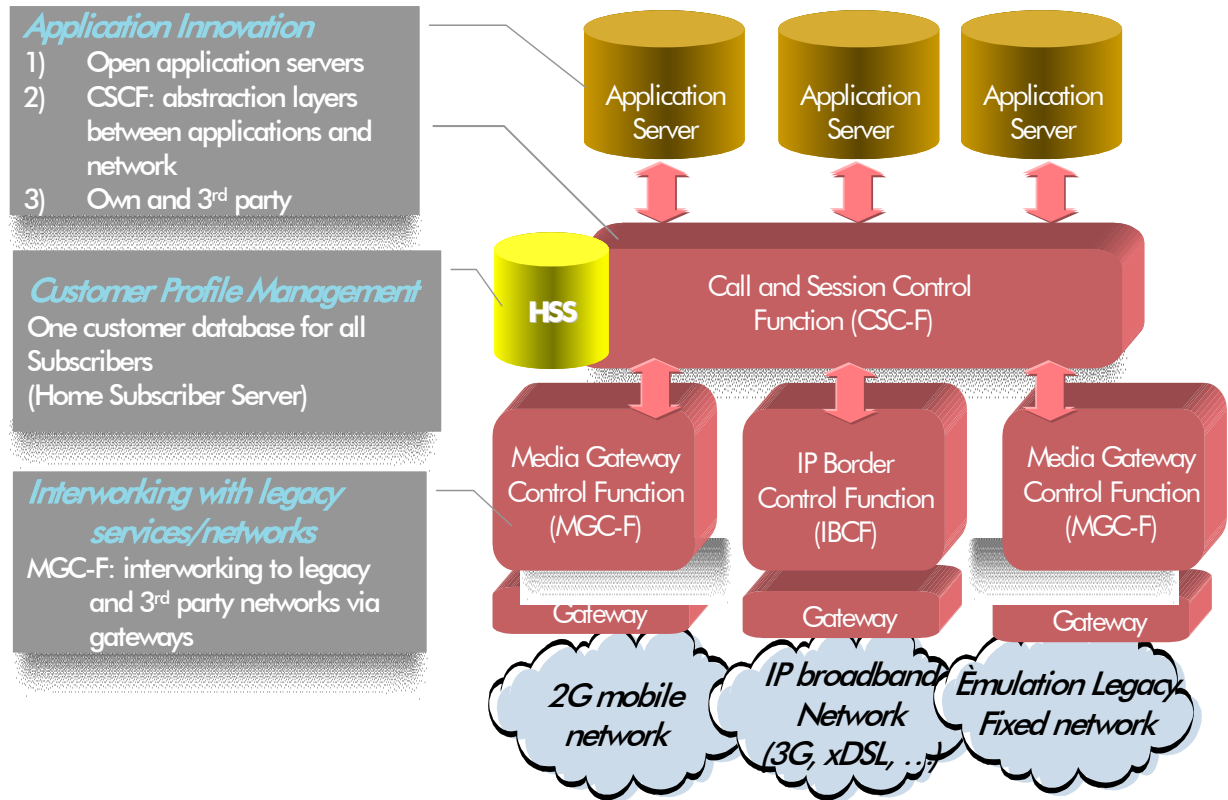 Application Innovation
1) Open application servers
2) CSCF: abstraction layers
between applications and
network
3) Own and 3rd party
Customer Profile Management
One customer database for all
Subscribers
(Home Subscriber Server)
Interworking with legacy
services/networks
MGC-F: interworking to legacy
and 3rd party networks via
gateways
Application
Server
Application
Server
Application
Server
HSS
Call and Session Control
Function (CSC-F)
Media Gateway
Control Function
(MGC-F)
IP Border
Control Function
(IBCF)
Media Gateway
Control Function
(MGC-F)
Gateway
Gateway
Gateway
2G mobile
network
IP broadband
Network
(3G, xDSL, …)
Èmulation Legacy
Fixed network